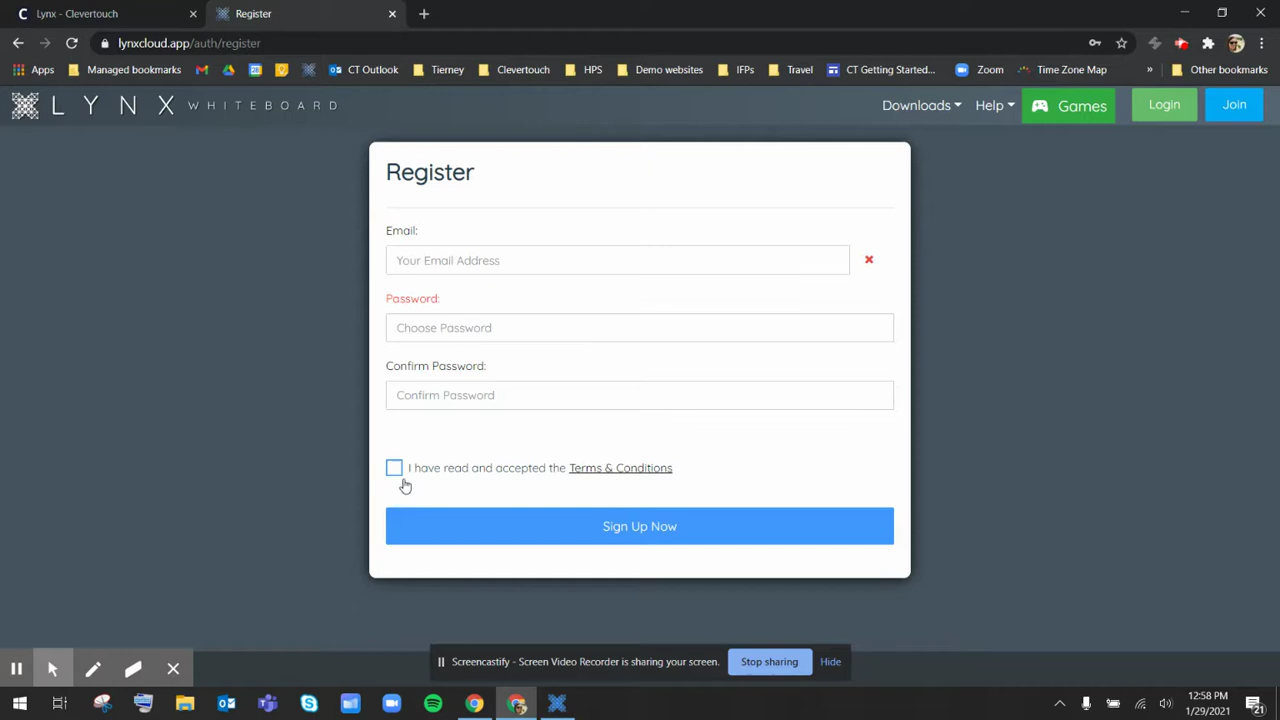 Lynx - Clevertouch
Register
lynxcloud.app/auth/register
Apps Managed bookmarks CT Outlook Tierney Clevertouch HPS Demo websites IFPs Travel CT Getting Started... Zoom Time Zone Map » Other bookmarks
LYNX WHITEBOARD Downloads Help Games Login Join
Register
Email:
Your Email Address
Password:
Choose Password
Confirm Password:
Confirm Password
I have read and accepted the Terms & Conditions
Sign Up Now
Screencastify - Screen Video Recorder is sharing your screen. Stop sharing Hide
12:58 PM
1/29/2021
21